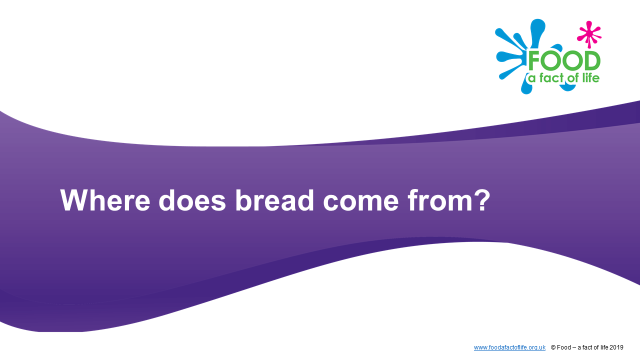 FOOD
a fact of life
Where does bread come from?
www.foodafactoflife.org.uk © Food – a fact of life 2019